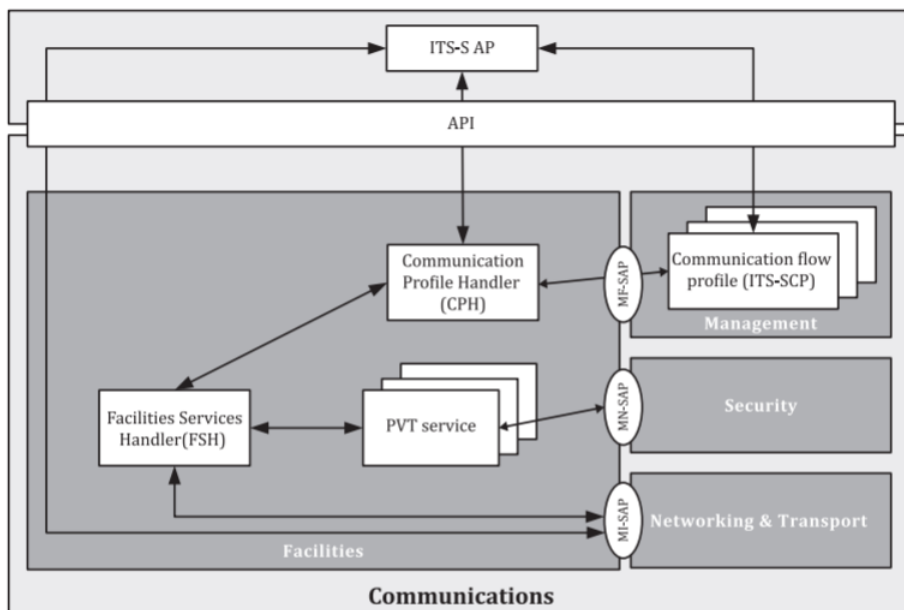 ITS-S AP
API
Communication
Profile Handler
(CPH)
MF-SAP
Communication flow
profile (ITS-SCP)
Management
Facilities Services
Handler(FSH)
PVT service
MN-SAP
Security
MI-SAP
Networking & Transport
Facilities
Communications